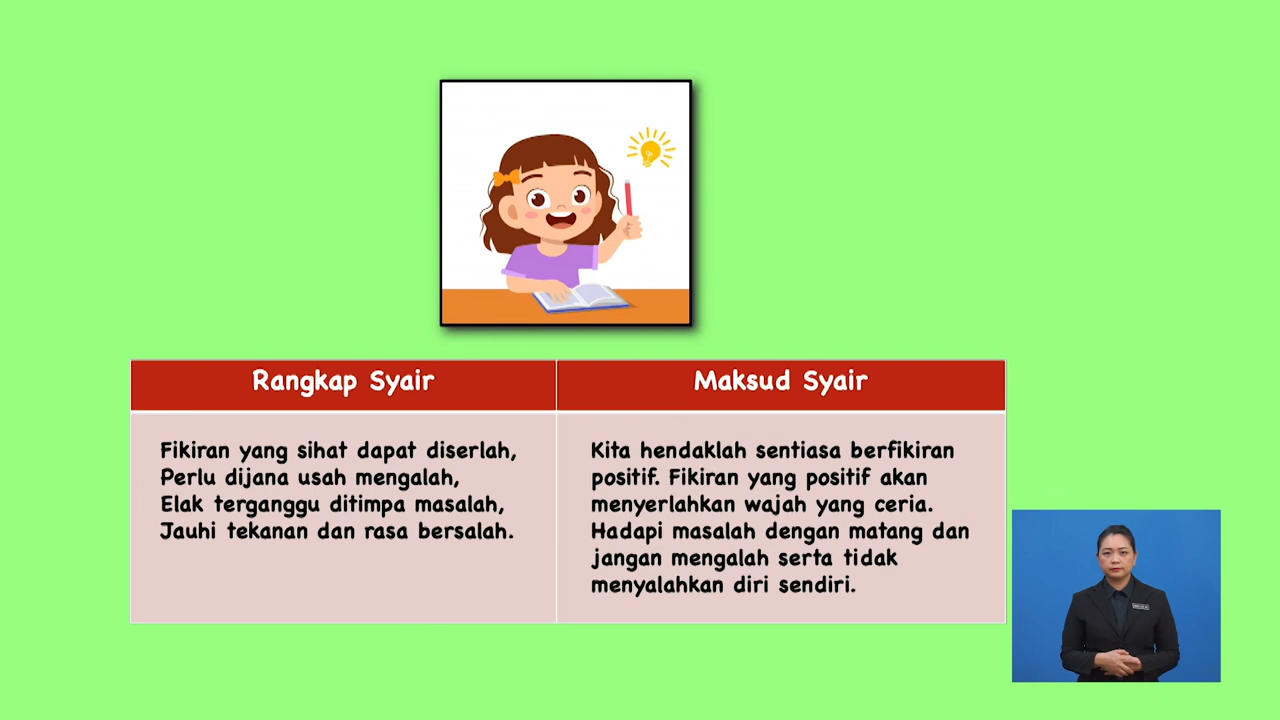 Rangkap Syair
Maksud Syair
Fikiran yang sihat dapat diserlah,
Perlu dijana usah mengalah,
Elak terganggu ditimpa masalah,
Jauhi tekanan dan rasa bersalah.
Kita hendaklah sentiasa berfikiran
positif. Fikiran yang positif akan
menyerlahkan wajah yang ceria.
Hadapi masalah dengan matang dan
jangan mengalah serta tidak
menyalahkan diri sendiri.